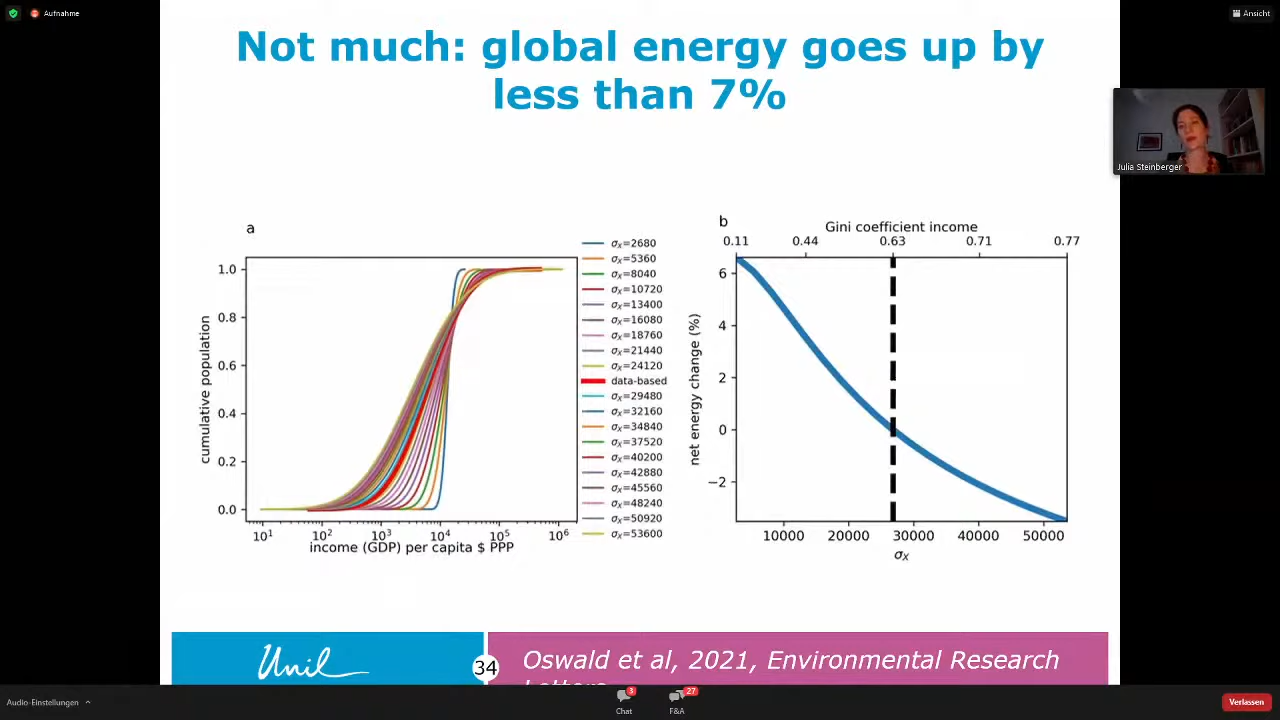 Aufnahme
Ansicht
Not much: global energy goes up by
less than 7%
Julia Steinberger
a
1.0
0.8
0.6
0.4
0.2
0.0
cumulative population
10¹ 10² 10³ 10⁴ 10⁵ 10⁶
income (GDP) per capita $ PPP
σX=2680
σX=5360
σX=8040
σX=10720
σX=13400
σX=16080
σX=18760
σX=21440
σX=24120
data-based
σX=29480
σX=32160
σX=34840
σX=37520
σX=40200
σX=42880
σX=45560
σX=48240
σX=50920
σX=53600
b
Gini coefficient income
0.11 0.44 0.63 0.71 0.77
6
4
2
0
−2
net energy change (%)
10000 20000 30000 40000 50000
σX
Unil
34
Oswald et al, 2021, Environmental Research
Letters
Audio-Einstellungen
3
Chat
27
F&A
Verlassen